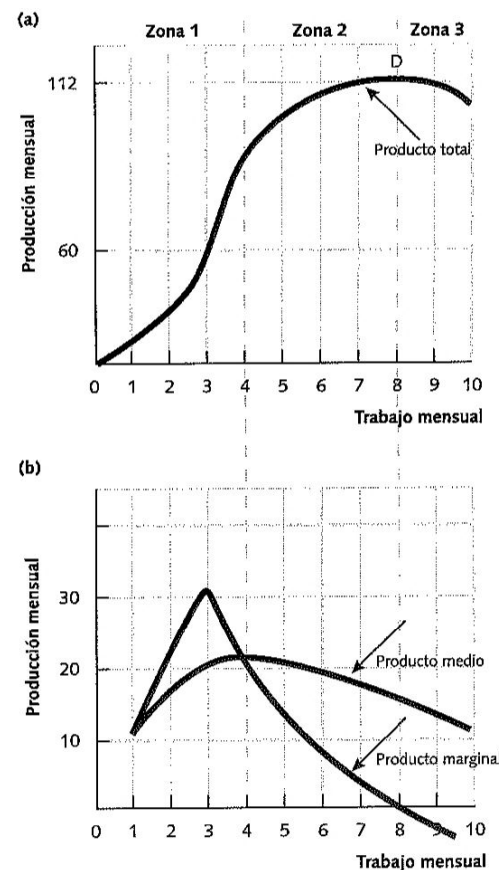 (a)
Zona 1 Zona 2 Zona 3
D
112
Producto total
Producción mensual
60
0 1 2 3 4 5 6 7 8 9 10
Trabajo mensual
(b)
Producción mensual
30
20
Producto medio
10
Producto marginal
0 1 2 3 4 5 6 7 8 9 10
Trabajo mensual